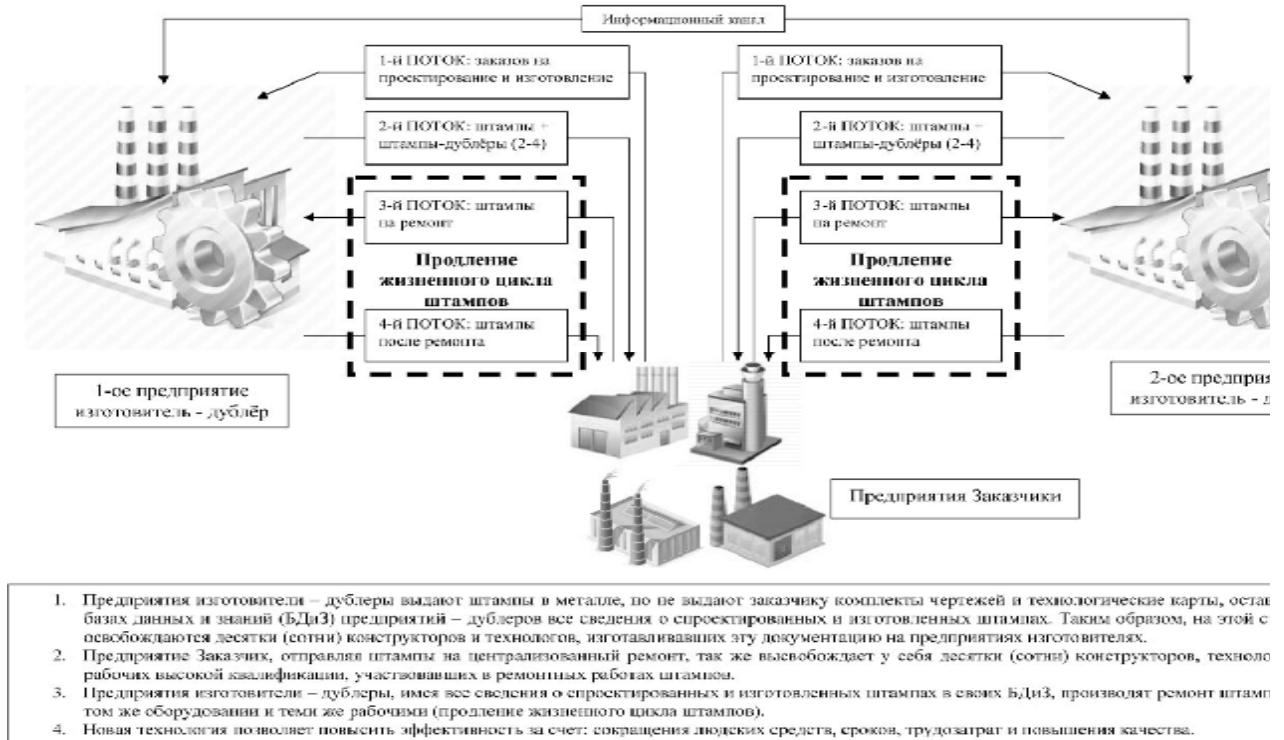 Информационный канал
1-й ПОТОК: заказов на
проектирование и изготовление
1-й ПОТОК: заказов на
проектирование и изготовление
2-й ПОТОК: штампы +
штампы-дублёры (2-4)
2-й ПОТОК: штампы +
штампы-дублёры (2-4)
3-й ПОТОК: штампы
на ремонт
3-й ПОТОК: штампы
на ремонт
Продление
жизненного цикла
штампов
Продление
жизненного цикла
штампов
4-й ПОТОК: штампы
после ремонта
4-й ПОТОК: штампы
после ремонта
1-ое предприятие
изготовитель - дублёр
2-ое предприя
изготовитель - д
Предприятия Заказчики
1. Предприятия изготовители – дублеры выдают штампы в металле, но не выдают заказчику комплекты чертежей и технологические карты, остав
базах данных и знаний (БДиЗ) предприятий – дублеров все сведения о спроектированных и изготовленных штампах. Таким образом, на этой с
освобождаются десятки (сотни) конструкторов и технологов, изготавливавших эту документацию на предприятиях изготовителях.
2. Предприятие Заказчик, отправляя штампы на централизованный ремонт, так же высвобождает у себя десятки (сотни) конструкторов, техноло
рабочих высокой квалификации, участвовавших в ремонтных работах штампов.
3. Предприятия изготовители – дублеры, имея все сведения о спроектированных и изготовленных штампах в своих БДиЗ, производят ремонт штамп
том же оборудовании и теми же рабочими (продление жизненного цикла штампов).
4. Новая технология позволяет повысить эффективность за счет: сокращения людских средств, сроков, трудозатрат и повышения качества.